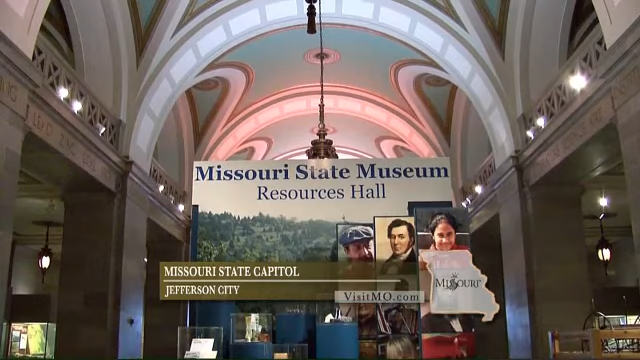 Missouri State Museum
Resources Hall
MISSOURI STATE CAPITOL
JEFFERSON CITY
MISSOURI
VisitMO.com